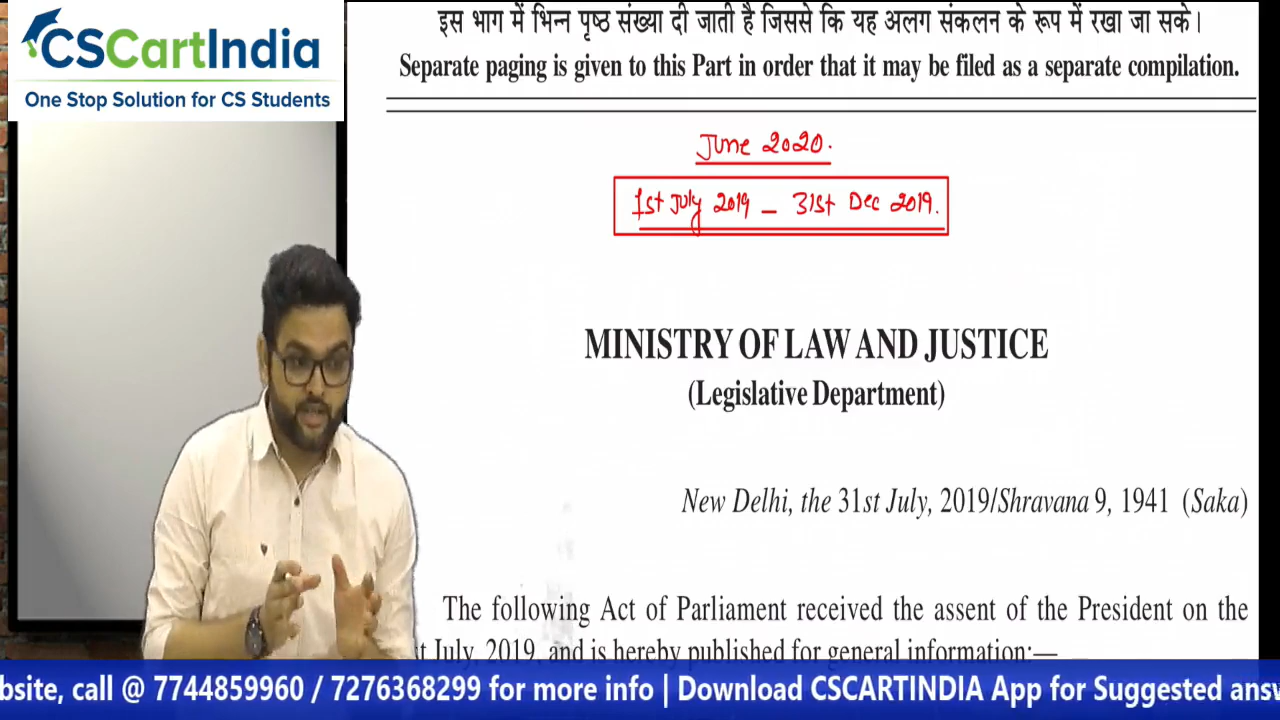 CSCartIndia
One Stop Solution for CS Students
इस भाग में भिन्न पृष्ठ संख्या दी जाती है जिससे कि यह अलग संकलन के रूप में रखा जा सके।
Separate paging is given to this Part in order that it may be filed as a separate compilation.
June 2020.
1st July 2019 - 31st Dec 2019.
MINISTRY OF LAW AND JUSTICE
(Legislative Department)
New Delhi, the 31st July, 2019/Shravana 9, 1941 (Saka)
The following Act of Parliament received the assent of the President on the
st July, 2019, and is hereby published for general information:—
bsite, call @ 7744859960 / 7276368299 for more info | Download CSCARTINDIA App for Suggested answ